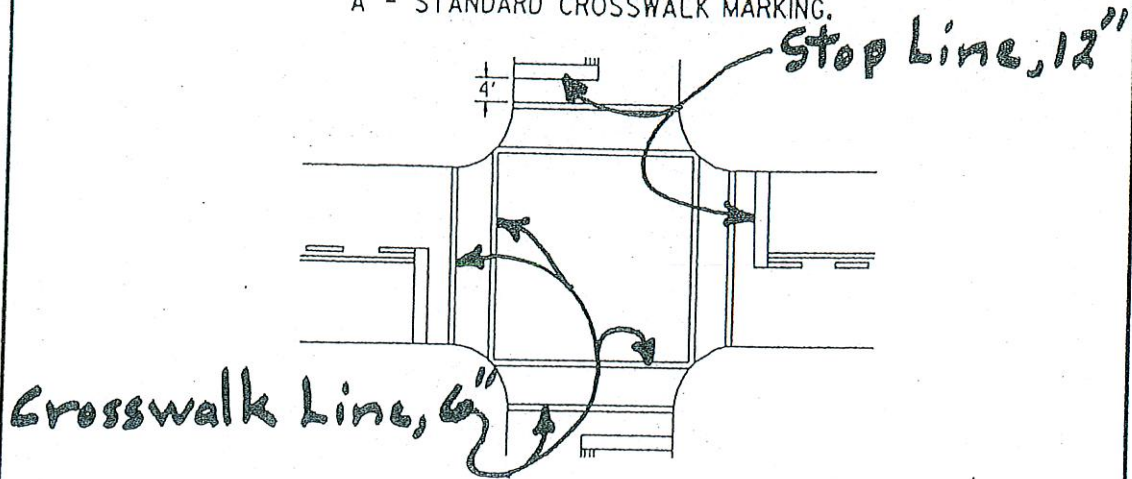 A - STANDARD CROSSWALK MARKING.
Stop Line, 12"
4'
Crosswalk Line, 6"